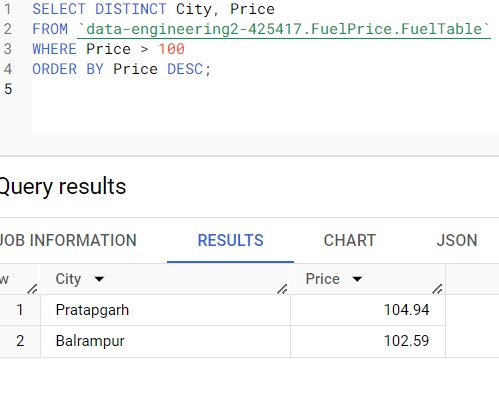 1 SELECT DISTINCT City, Price
2 FROM `data-engineering2-425417.FuelPrice.FuelTable`
3 WHERE Price > 100
4 ORDER BY Price DESC;
5
Query results
JOB INFORMATION RESULTS CHART JSON
w City Price
1 Pratapgarh 104.94
2 Balrampur 102.59